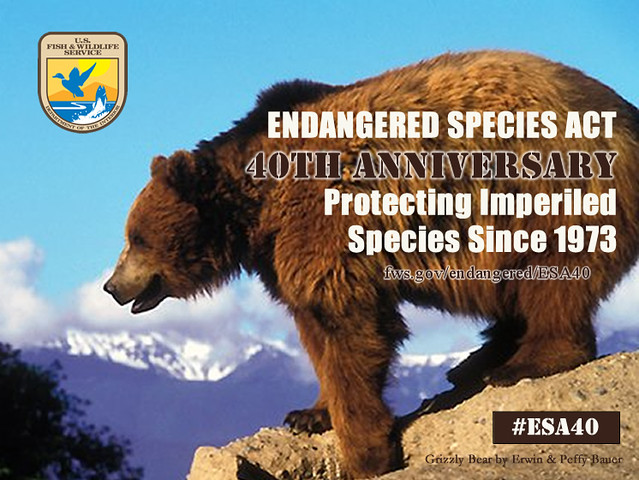 U.S.
FISH & WILDLIFE
SERVICE
DEPARTMENT OF THE INTERIOR
ENDANGERED SPECIES ACT
40TH ANNIVERSARY
Protecting Imperiled
Species Since 1973
fws.gov/endangered/ESA40
#ESA40
Grizzly Bear by Erwin & Peffy Bauer